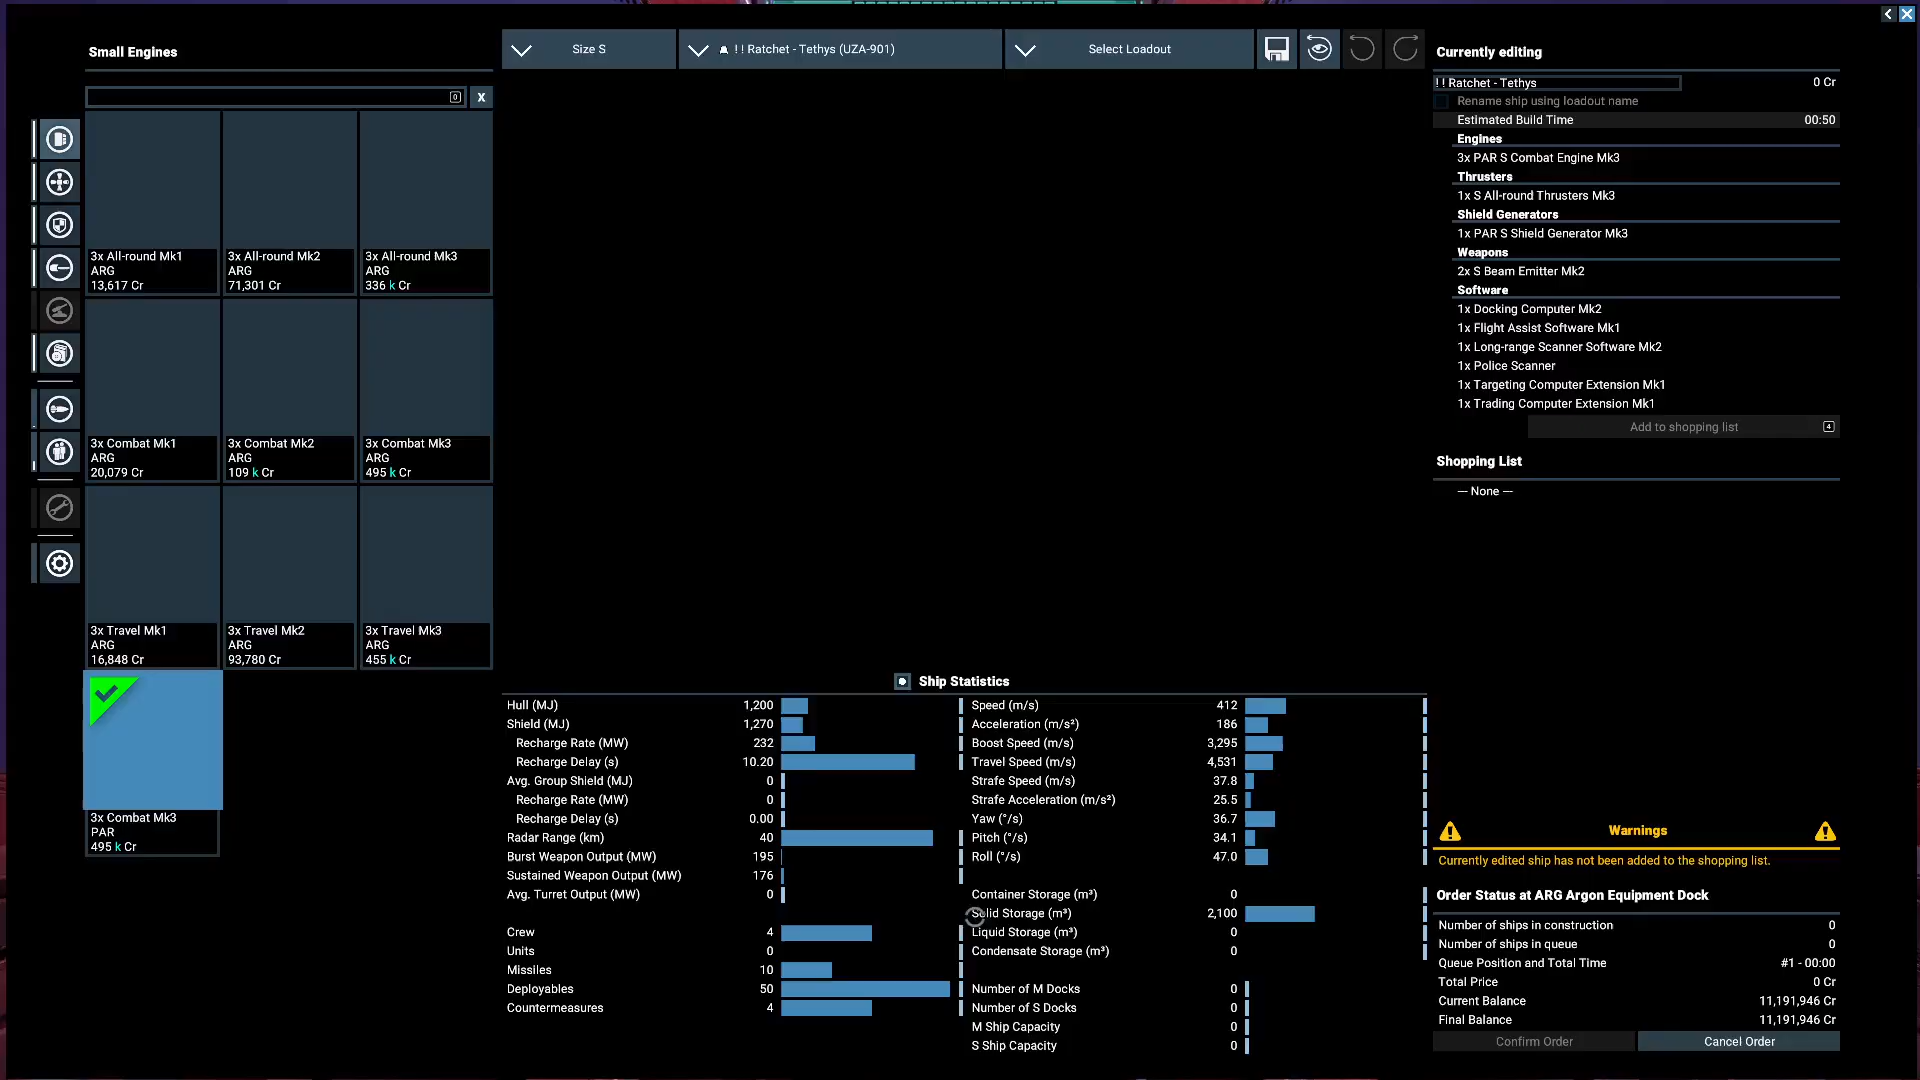 Small Engines
0
X
3x All-round Mk1
ARG
13,617 Cr
3x All-round Mk2
ARG
71,301 Cr
3x All-round Mk3
ARG
336 k Cr
3x Combat Mk1
ARG
20,079 Cr
3x Combat Mk2
ARG
109 k Cr
3x Combat Mk3
ARG
495 k Cr
3x Travel Mk1
ARG
16,848 Cr
3x Travel Mk2
ARG
93,780 Cr
3x Travel Mk3
ARG
455 k Cr
3x Combat Mk3
PAR
495 k Cr
Size S
! ! Ratchet - Tethys (UZA-901)
Select Loadout
Ship Statistics
Hull (MJ) 1,200
Shield (MJ) 1,270
Recharge Rate (MW) 232
Recharge Delay (s) 10.20
Avg. Group Shield (MJ) 0
Recharge Rate (MW) 0
Recharge Delay (s) 0.00
Radar Range (km) 40
Burst Weapon Output (MW) 195
Sustained Weapon Output (MW) 176
Avg. Turret Output (MW) 0
Crew 4
Units 0
Missiles 10
Deployables 50
Countermeasures 4
Speed (m/s) 412
Acceleration (m/s²) 186
Boost Speed (m/s) 3,295
Travel Speed (m/s) 4,531
Strafe Speed (m/s) 37.8
Strafe Acceleration (m/s²) 25.5
Yaw (°/s) 36.7
Pitch (°/s) 34.1
Roll (°/s) 47.0
Container Storage (m³) 0
Solid Storage (m³) 2,100
Liquid Storage (m³) 0
Condensate Storage (m³) 0
Number of M Docks 0
Number of S Docks 0
M Ship Capacity 0
S Ship Capacity 0
Currently editing
! ! Ratchet - Tethys 0 Cr
Rename ship using loadout name
Estimated Build Time 00:50
Engines
3x PAR S Combat Engine Mk3
Thrusters
1x S All-round Thrusters Mk3
Shield Generators
1x PAR S Shield Generator Mk3
Weapons
2x S Beam Emitter Mk2
Software
1x Docking Computer Mk2
1x Flight Assist Software Mk1
1x Long-range Scanner Software Mk2
1x Police Scanner
1x Targeting Computer Extension Mk1
1x Trading Computer Extension Mk1
Add to shopping list 4
Shopping List
— None —
Warnings
Currently edited ship has not been added to the shopping list.
Order Status at ARG Argon Equipment Dock
Number of ships in construction 0
Number of ships in queue 0
Queue Position and Total Time #1 - 00:00
Total Price 0 Cr
Current Balance 11,191,946 Cr
Final Balance 11,191,946 Cr
Confirm Order
Cancel Order